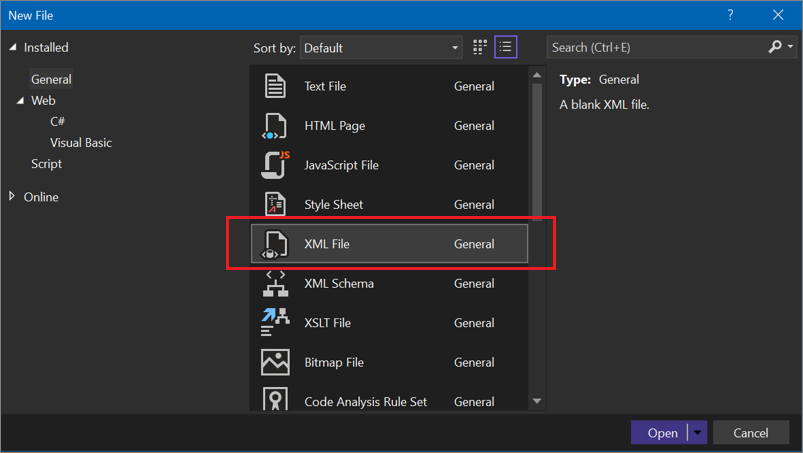 New File
?
Installed
General
Web
C#
Visual Basic
Script
Online
Sort by: Default
Text File General
HTML Page General
JS
JavaScript File General
A
Style Sheet General
XML File General
XML Schema General
XSLT File General
Bitmap File General
Code Analysis Rule Set General
Search (Ctrl+E)
Type: General
A blank XML file.
Open
Cancel